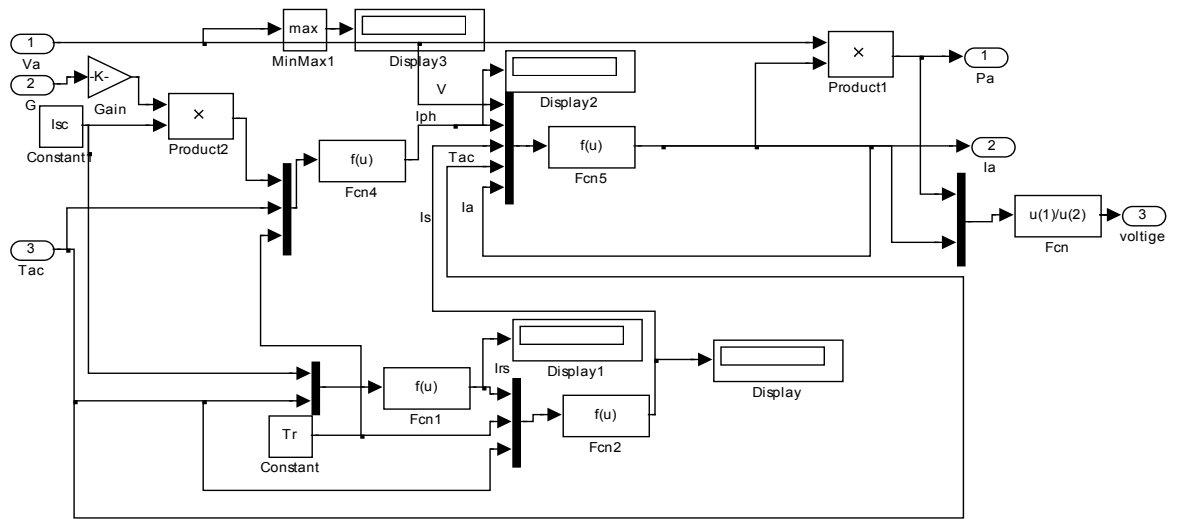 max
1
Va
MinMax1
Display3
×
Product1
1
Pa
2
G
-K-
Gain
Display2
V
Isc
Constant1
×
Product2
Iph
f(u)
Fcn4
Tac
f(u)
Fcn5
2
Ia
Is
Ia
u(1)/u(2)
Fcn
3
voltige
3
Tac
Display1
Irs
f(u)
Fcn1
Display
f(u)
Fcn2
Tr
Constant